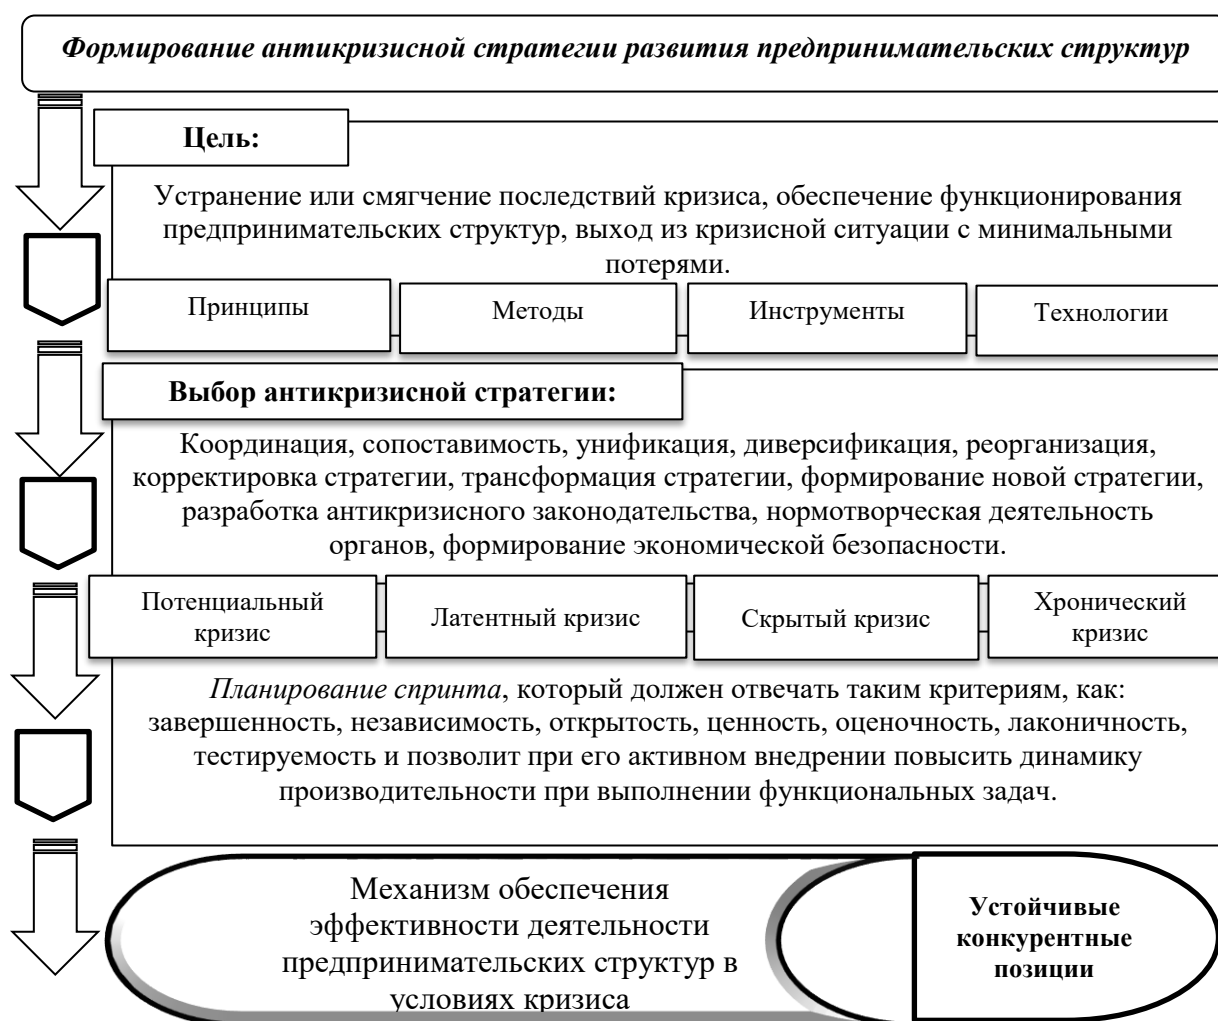 Формирование антикризисной стратегии развития предпринимательских структур
Цель:
Устранение или смягчение последствий кризиса, обеспечение функционирования
предпринимательских структур, выход из кризисной ситуации с минимальными
потерями.
Принципы
Методы
Инструменты
Технологии
Выбор антикризисной стратегии:
Координация, сопоставимость, унификация, диверсификация, реорганизация,
корректировка стратегии, трансформация стратегии, формирование новой стратегии,
разработка антикризисного законодательства, нормотворческая деятельность
органов, формирование экономической безопасности.
Потенциальный
кризис
Латентный кризис
Скрытый кризис
Хронический
кризис
Планирование спринта, который должен отвечать таким критериям, как:
завершенность, независимость, открытость, ценность, оценочность, лаконичность,
тестируемость и позволит при его активном внедрении повысить динамику
производительности при выполнении функциональных задач.
Механизм обеспечения
эффективности деятельности
предпринимательских структур в
условиях кризиса
Устойчивые
конкурентные
позиции